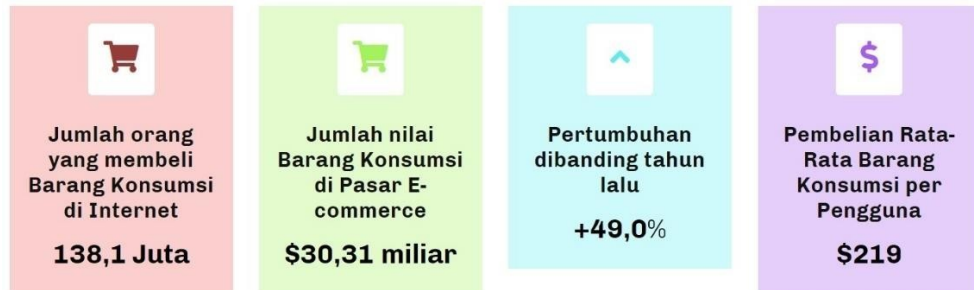 Jumlah orang
yang membeli
Barang Konsumsi
di Internet
138,1 Juta
Jumlah nilai
Barang Konsumsi
di Pasar E-
commerce
$30,31 miliar
Pertumbuhan
dibanding tahun
lalu
+49,0%
$
Pembelian Rata-
Rata Barang
Konsumsi per
Pengguna
$219